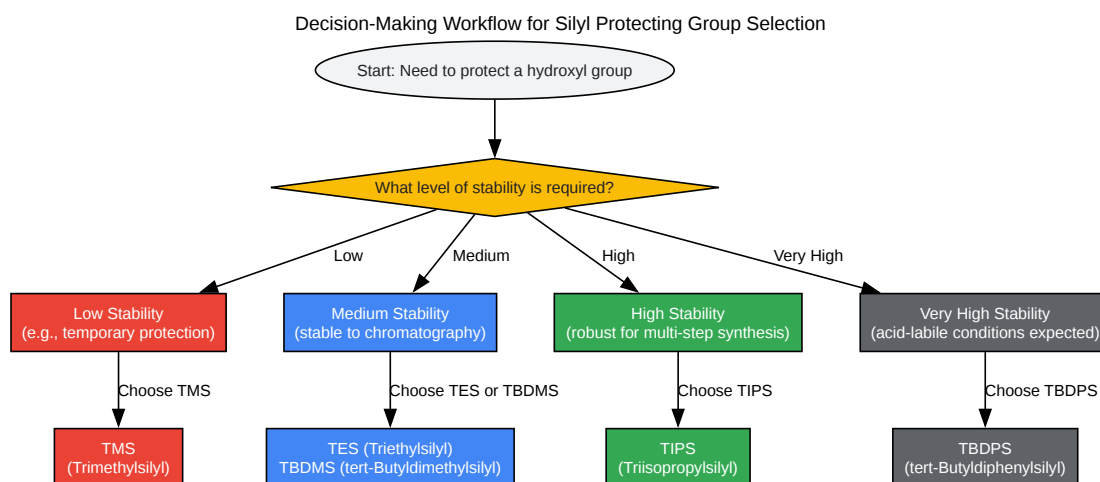 Decision-Making Workflow for Silyl Protecting Group Selection
Start: Need to protect a hydroxyl group
What level of stability is required?
Low
Medium
High
Very High
Low Stability
(e.g., temporary protection)
Medium Stability
(stable to chromatography)
High Stability
(robust for multi-step synthesis)
Very High Stability
(acid-labile conditions expected)
Choose TMS
Choose TES or TBDMS
Choose TIPS
Choose TBDPS
TMS
(Trimethylsilyl)
TES (Triethylsilyl)
TBDMS (tert-Butyldimethylsilyl)
TIPS
(Triisopropylsilyl)
TBDPS
(tert-Butyldiphenylsilyl)